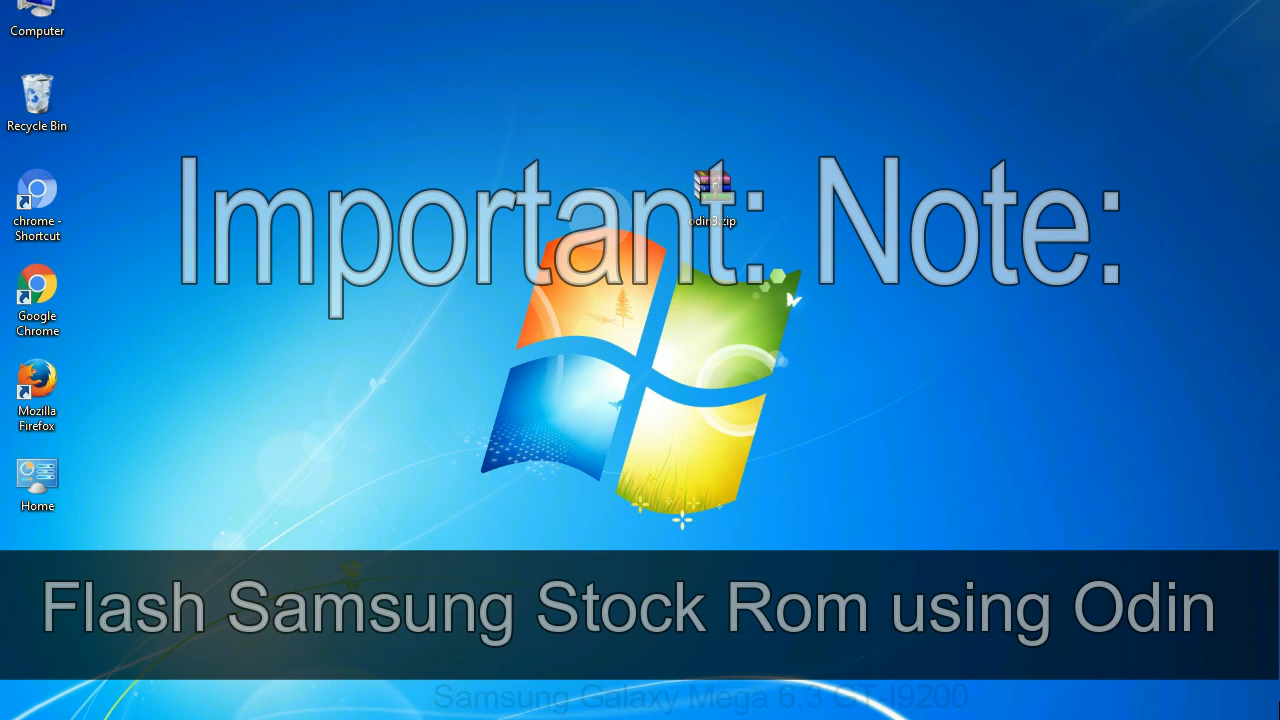 Computer
Recycle Bin
chrome -
Shortcut
Google
Chrome
Mozilla
Firefox
Home
odin3.zip
Important: Note:
Flash Samsung Stock Rom using Odin
Samsung Galaxy Mega 6.3 GT-I9200